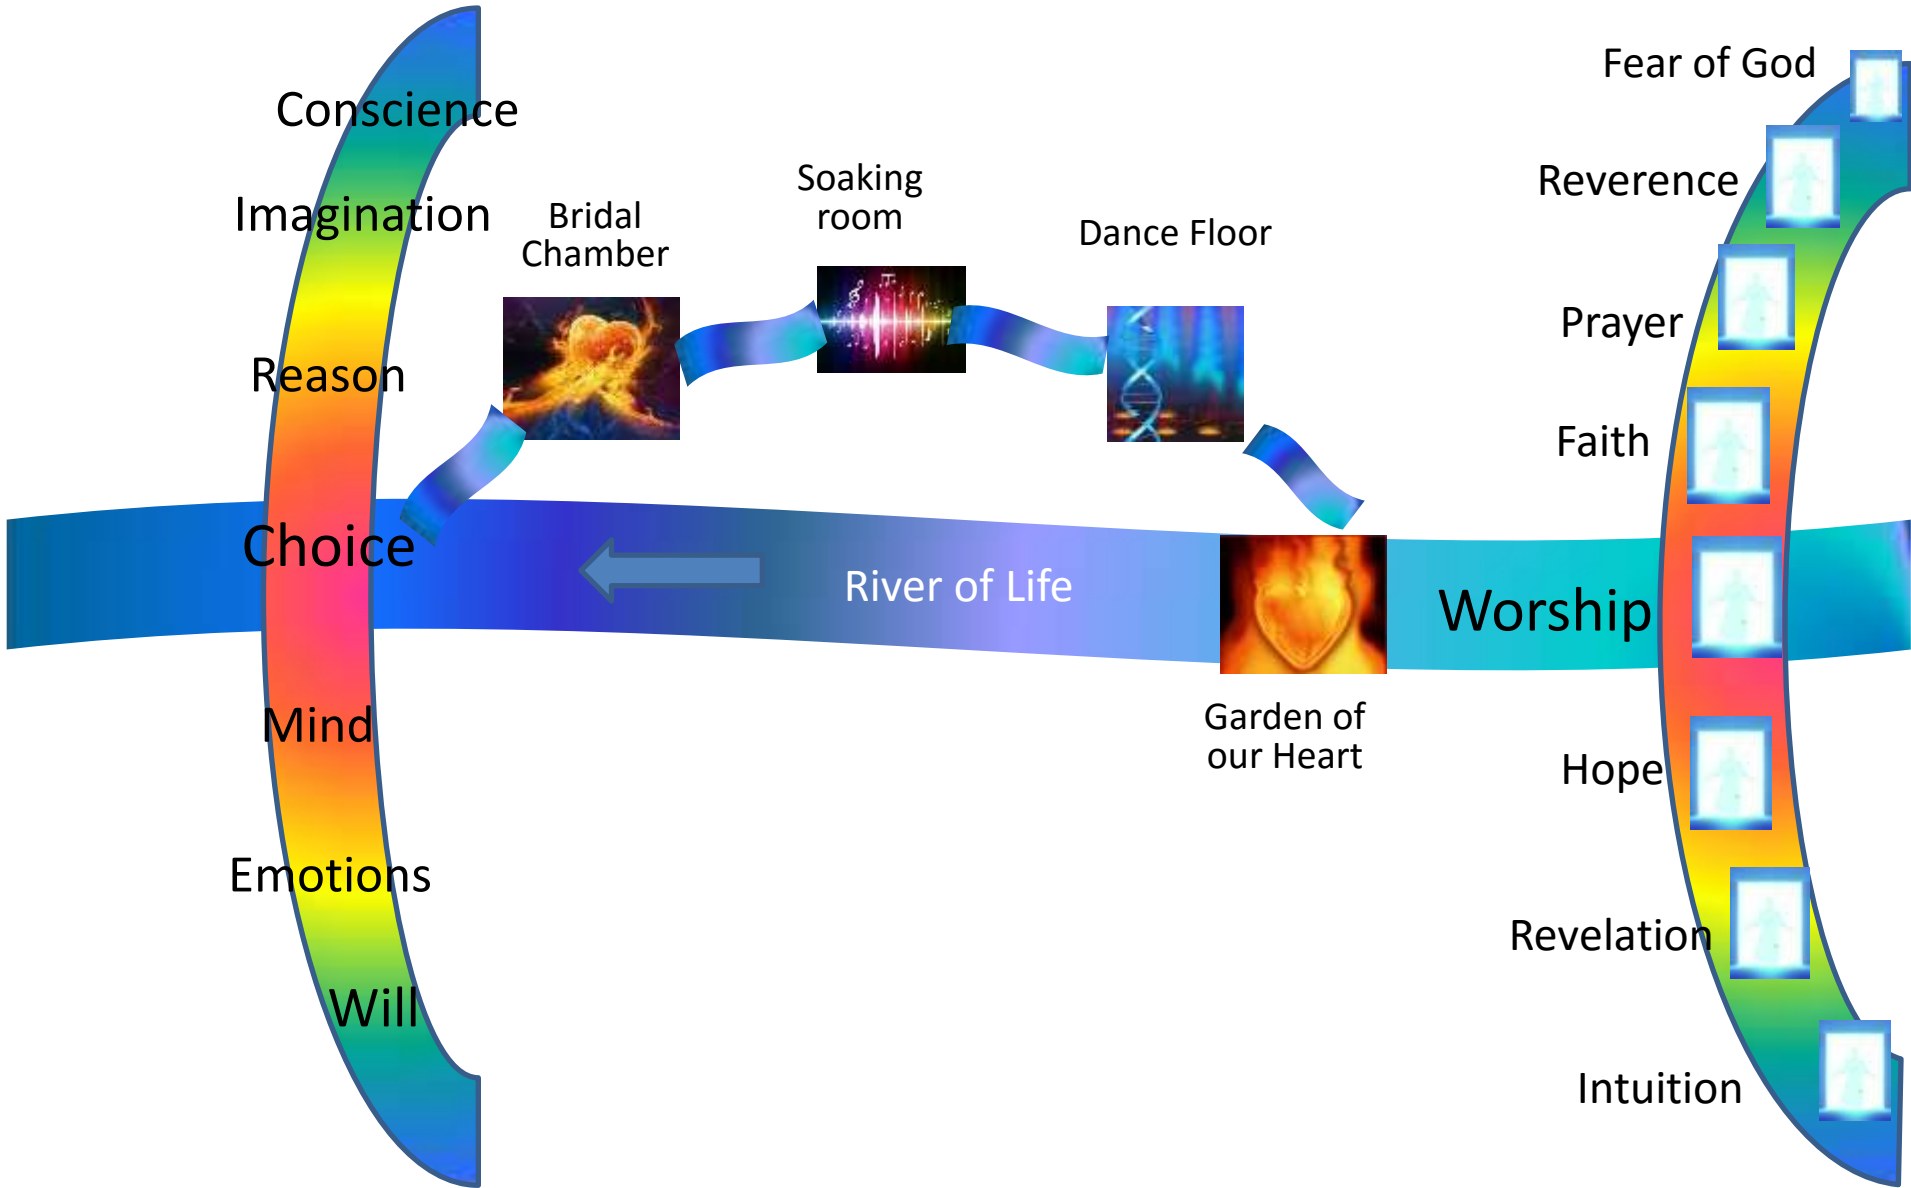 Conscience
Imagination
Reason
Choice
Mind
Emotions
Will
Bridal
Chamber
Soaking
room
Dance Floor
River of Life
Garden of
our Heart
Fear of God
Reverence
Prayer
Faith
Worship
Hope
Revelation
Intuition